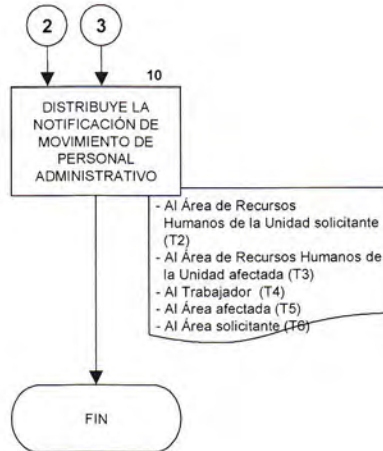 2
3
10
DISTRIBUYE LA
NOTIFICACIÓN DE
MOVIMIENTO DE
PERSONAL
ADMINISTRATIVO
- Al Área de Recursos
Humanos de la Unidad solicitante
(T2)
- Al Área de Recursos Humanos de
la Unidad afectada (T3)
- Al Trabajador (T4)
- Al Área afectada (T5)
- Al Área solicitante (T6)
FIN